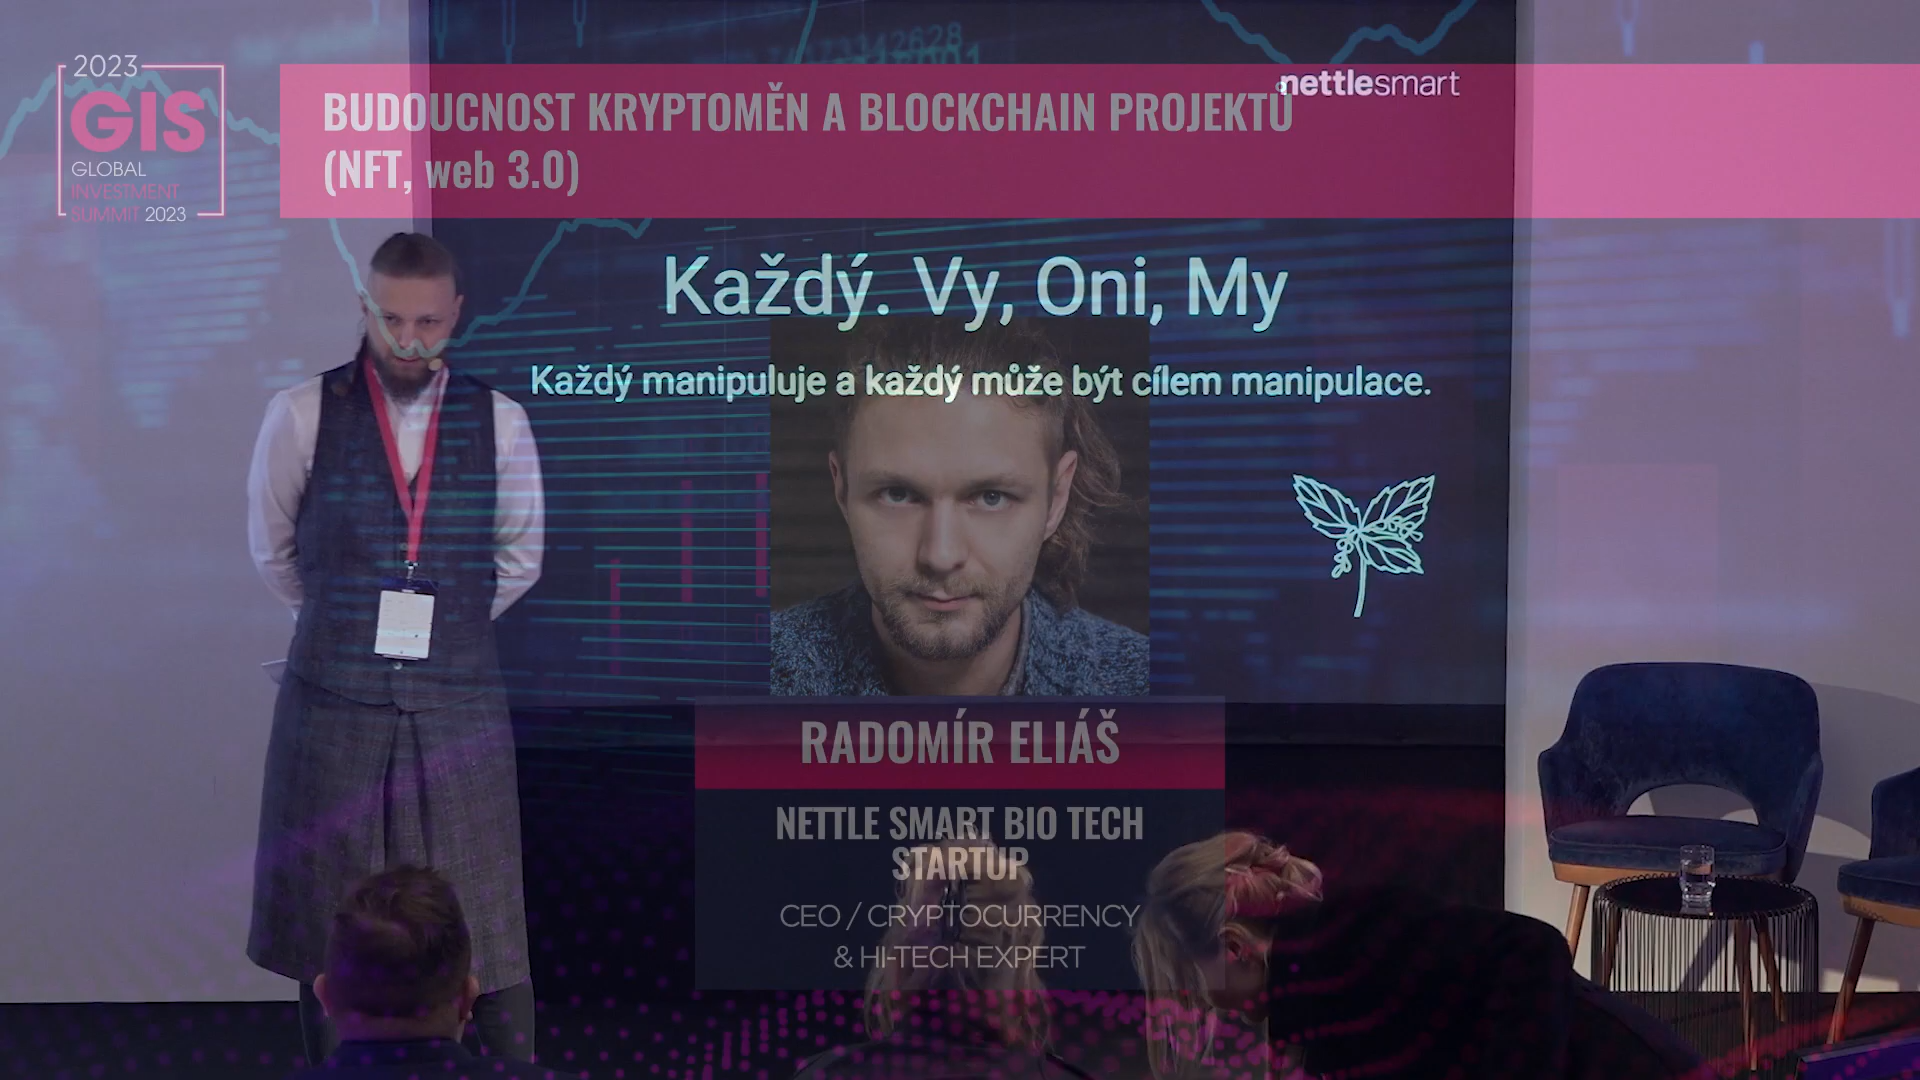 2023
GIS
GLOBAL
INVESTMENT
SUMMIT 2023
BUDOUCNOST KRYPTOMĚN A BLOCKCHAIN PROJEKTŮ
(NFT, web 3.0)
nettlesmart
Každý. Vy, Oni, My
Každý manipuluje a každý může být cílem manipulace.
RADOMÍR ELIÁŠ
NETTLE SMART BIO TECH
STARTUP
CEO / CRYPTOCURRENCY
& HI-TECH EXPERT